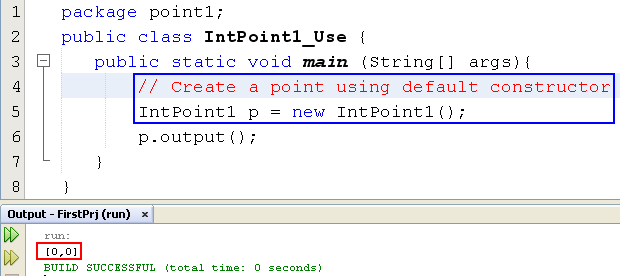 1 package point1;
2 public class IntPoint1_Use {
3 public static void main (String[] args){
4 // Create a point using default constructor
5 IntPoint1 p = new IntPoint1();
6 p.output();
7 }
8 }
Output - FirstPrj (run) ×
run:
[0,0]
BUILD SUCCESSFUL (total time: 0 seconds)